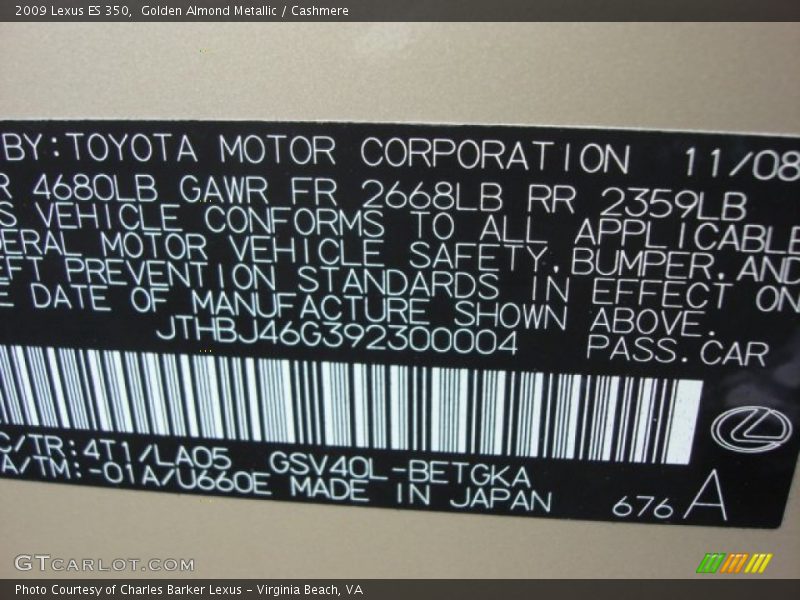 2009 Lexus ES 350, Golden Almond Metallic / Cashmere
BY: TOYOTA MOTOR CORPORATION 11/08
R 4680LB GAWR FR 2668LB RR 2359LB
S VEHICLE CONFORMS TO ALL APPLICABLE
DERAL MOTOR VEHICLE SAFETY, BUMPER, AND
EFT PREVENTION STANDARDS IN EFFECT ON
E DATE OF MANUFACTURE SHOWN ABOVE.
JTHBJ46G392300004 PASS. CAR
C/TR: 4T1/LA05 GSV40L-BETGKA
A/TM: -01A/U660E MADE IN JAPAN
676 A
GTCARLOT.COM
Photo Courtesy of Charles Barker Lexus - Virginia Beach, VA